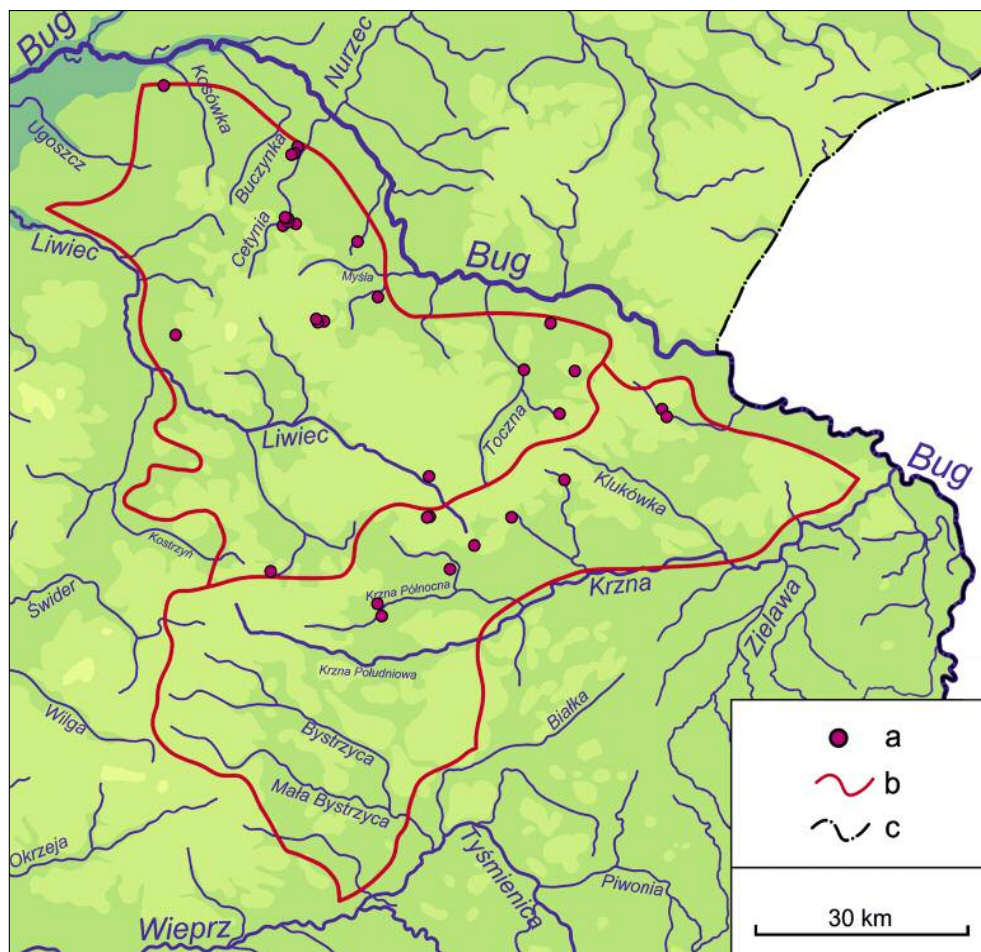 Bug
Nurzec
Kosówka
Ugoszcz
Buczynka
Cetynia
Liwiec
Myśla
Bug
Liwiec
Toczna
Klukówka
Bug
Kostrzyń
Krzna
Krzna Północna
Świder
Zielawa
Krzna Południowa
Białka
Wilga
Bystrzyca
Mała Bystrzyca
Okrzeja
Tyśmienica
Piwonia
Wieprz
a
b
c
30 km